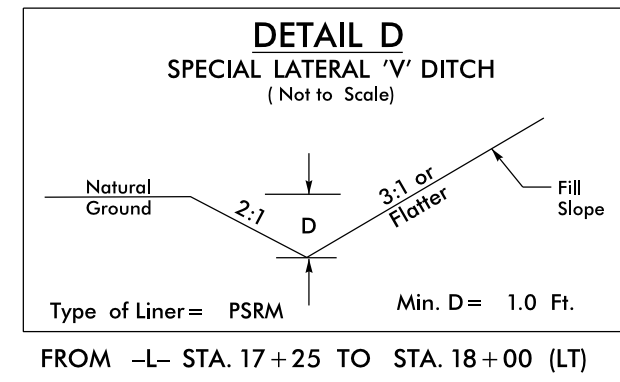 DETAIL D
SPECIAL LATERAL 'V' DITCH
( Not to Scale)
Natural
Ground
2:1
D
3:1 or
Flatter
Fill
Slope
Type of Liner = PSRM
Min. D = 1.0 Ft.
FROM -L- STA. 17+25 TO STA. 18+00 (LT)